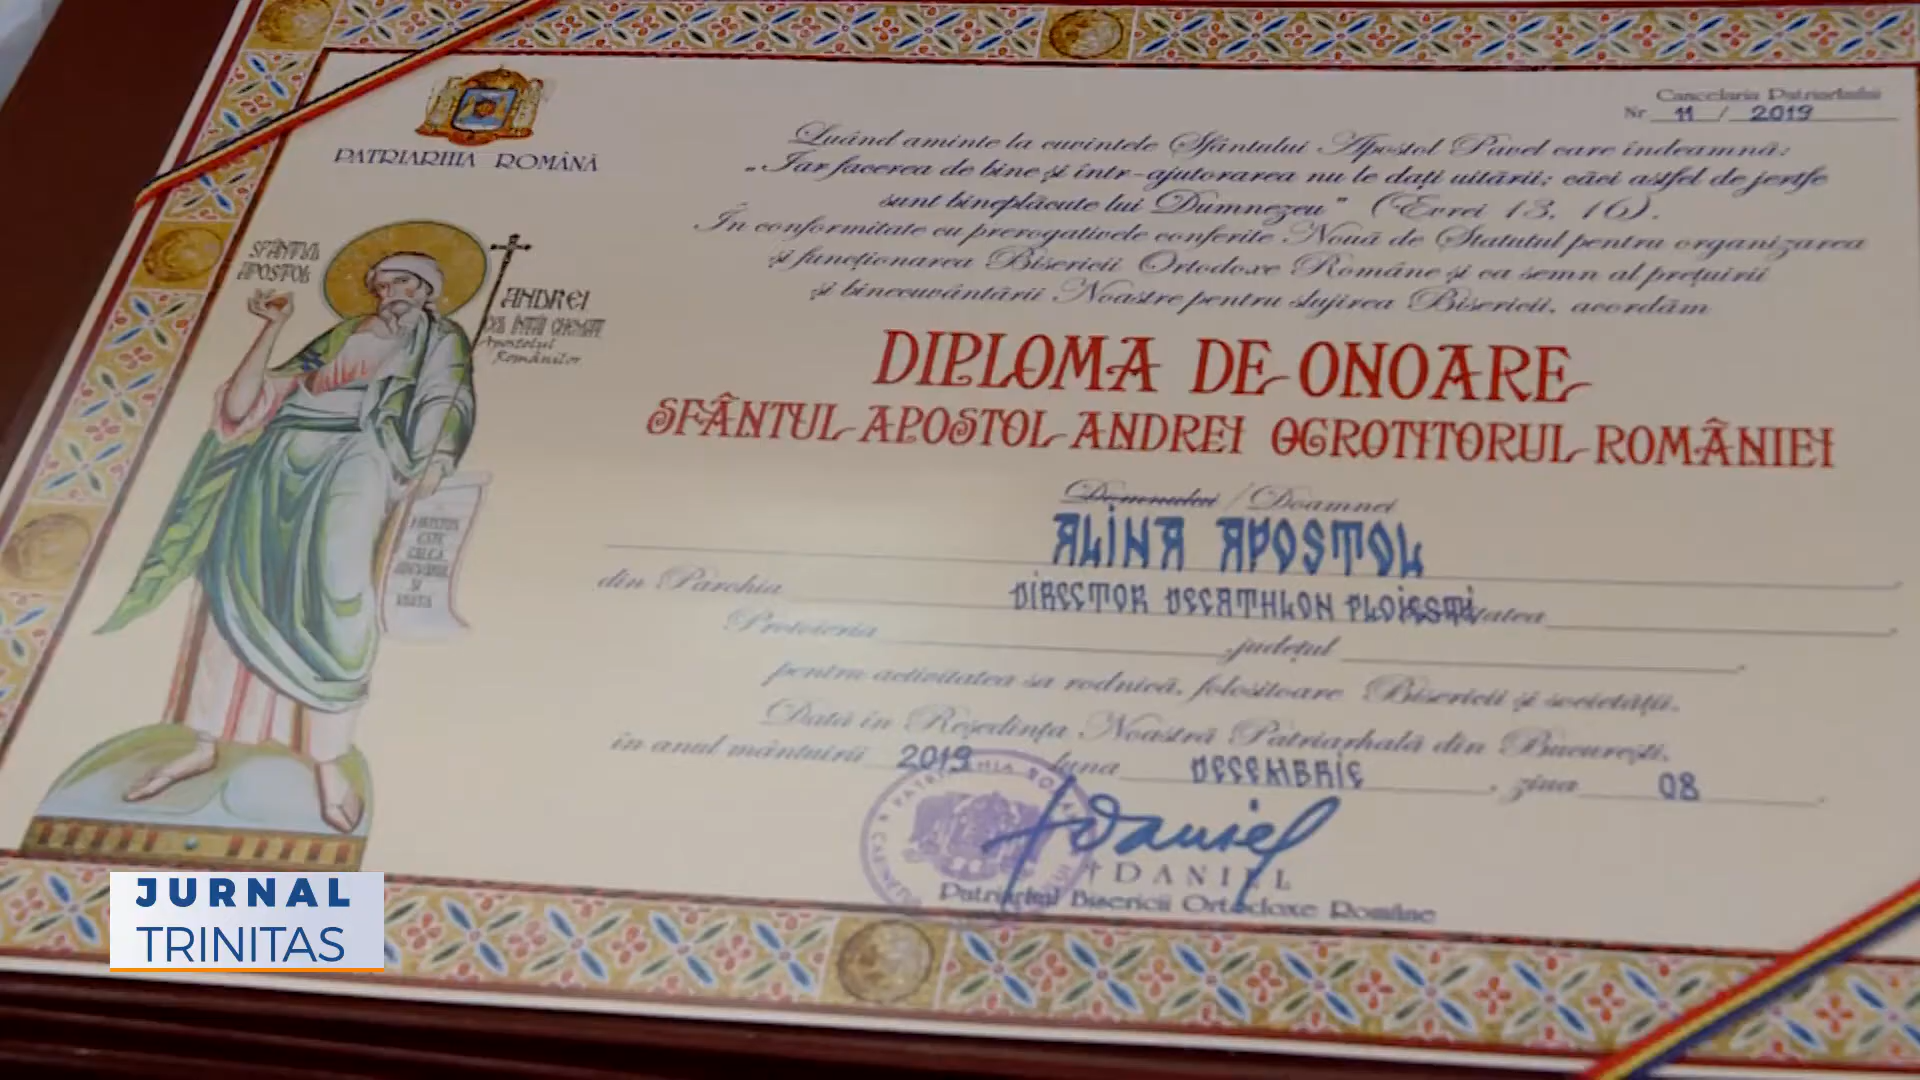 Cancelaria Patriarhală
Nr 11 / 2019
PATRIARHIA ROMÂNĂ
Luând aminte la cuvintele Sfântului Apostol Pavel care îndeamnă:
„Iar facerea de bine și într-ajutorarea nu le dați uitării; căci astfel de jertfe
sunt bineplăcute lui Dumnezeu" (Evrei 13, 16).
În conformitate cu prerogativele conferite Nouă de Statutul pentru organizarea
și funcționarea Bisericii Ortodoxe Române și ca semn al prețuirii
și binecuvântării Noastre pentru slujirea Bisericii, acordăm
SFÂNTUL
APOSTOL
ANDREI
CEL ÎNTÂI CHEMAT
Apostolul
Românilor
DIPLOMA DE ONOARE
SFÂNTUL APOSTOL ANDREI OCROTITORUL ROMÂNIEI
Domnului / Doamnei
ALINA APOSTOL
din Parohia DIRECTOR DECATHLON PLOIEȘTI
Protoieria , județul
pentru activitatea sa rodnică, folositoare Bisericii și societății.
Dată în Reședința Noastră Patriarhală din București,
în anul mântuirii 2019 luna DECEMBRIE , ziua 08
†Daniel
†DANIEL
Patriarhul Bisericii Ortodoxe Române
JURNAL
TRINITAS